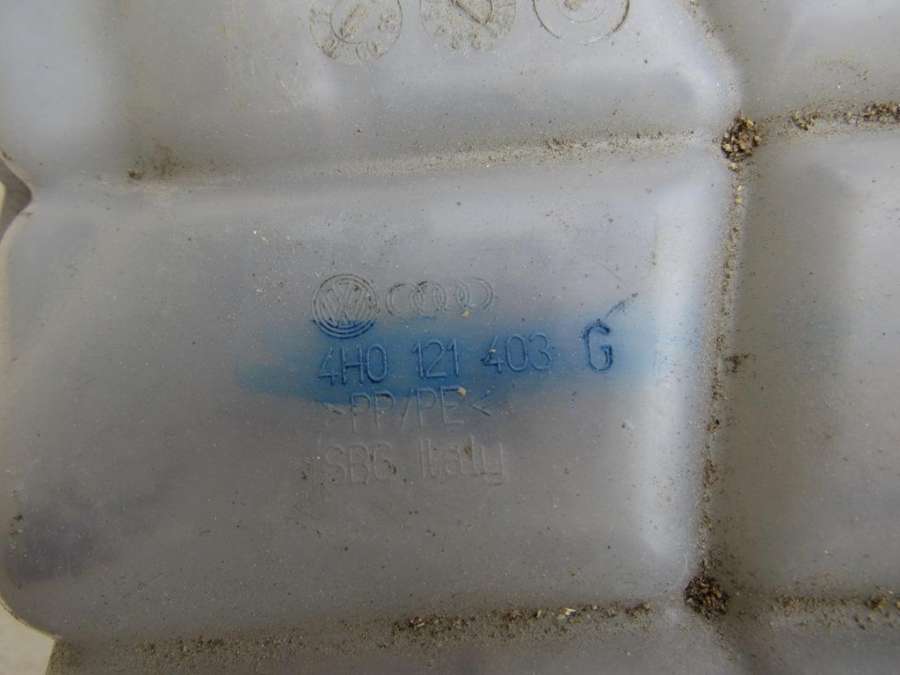 4H0 121 403 G
>PP/PE<
SBG Italy